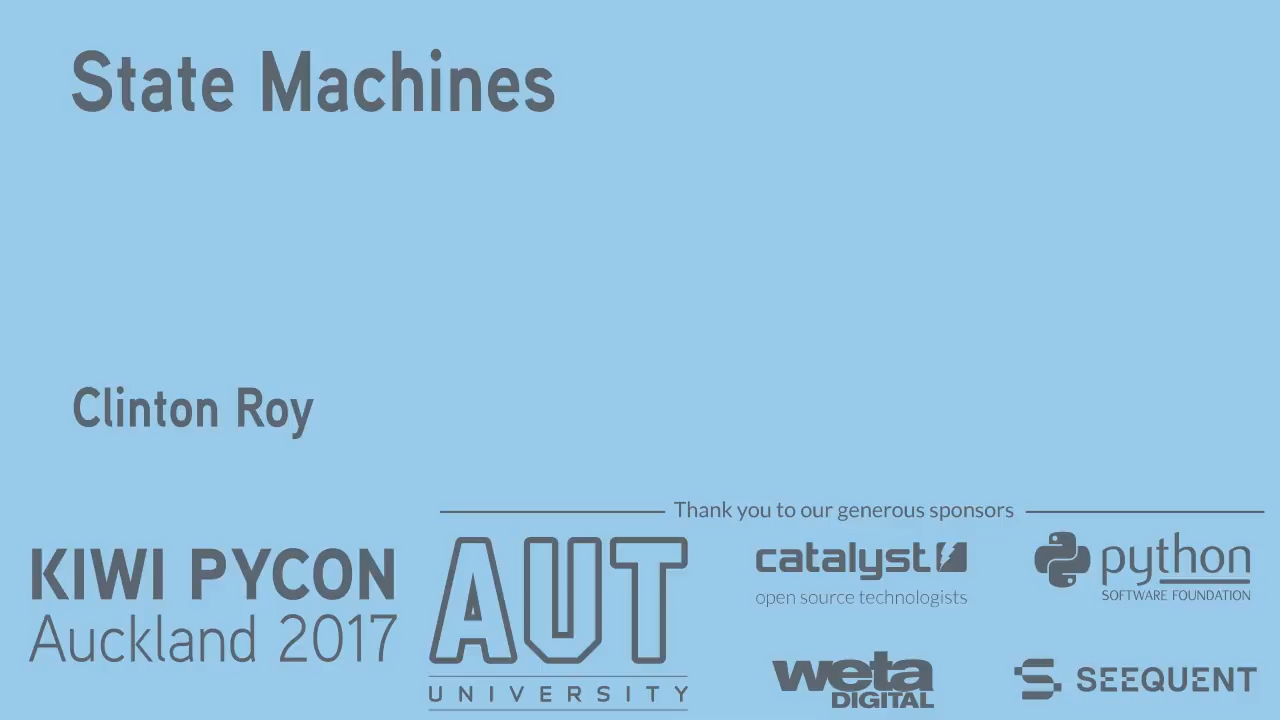 State Machines
Clinton Roy
Thank you to our generous sponsors
KIWI PYCON
Auckland 2017
AUT
UNIVERSITY
catalyst
open source technologists
python
SOFTWARE FOUNDATION
weta
DIGITAL
SEEQUENT